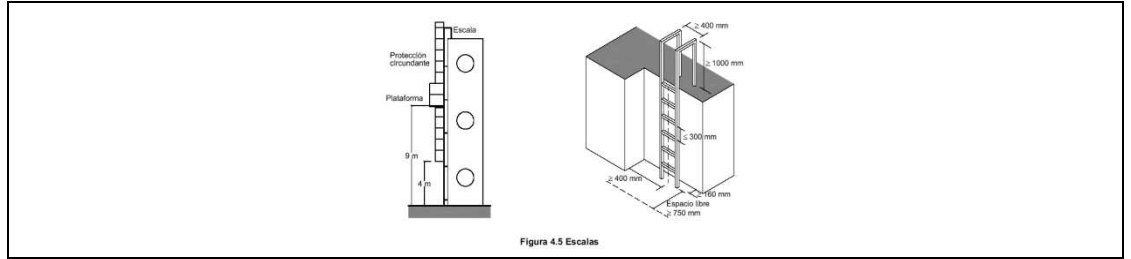 Escala
Protección
circundante
Plataforma
9 m
4 m
≥ 400 mm
≥ 1000 mm
≤ 300 mm
≥ 400 mm
≥ 160 mm
Espacio libre
≥ 750 mm
Figura 4.5 Escalas